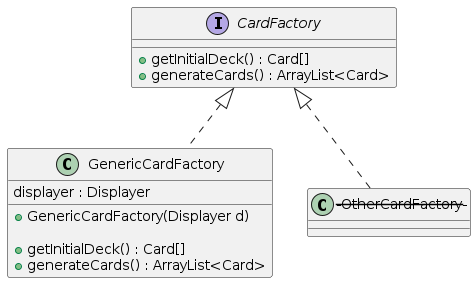 I CardFactory
getInitialDeck() : Card[]
generateCards() : ArrayList<Card>
C GenericCardFactory
displayer : Displayer
GenericCardFactory(Displayer d)
getInitialDeck() : Card[]
generateCards() : ArrayList<Card>
C OtherCardFactory